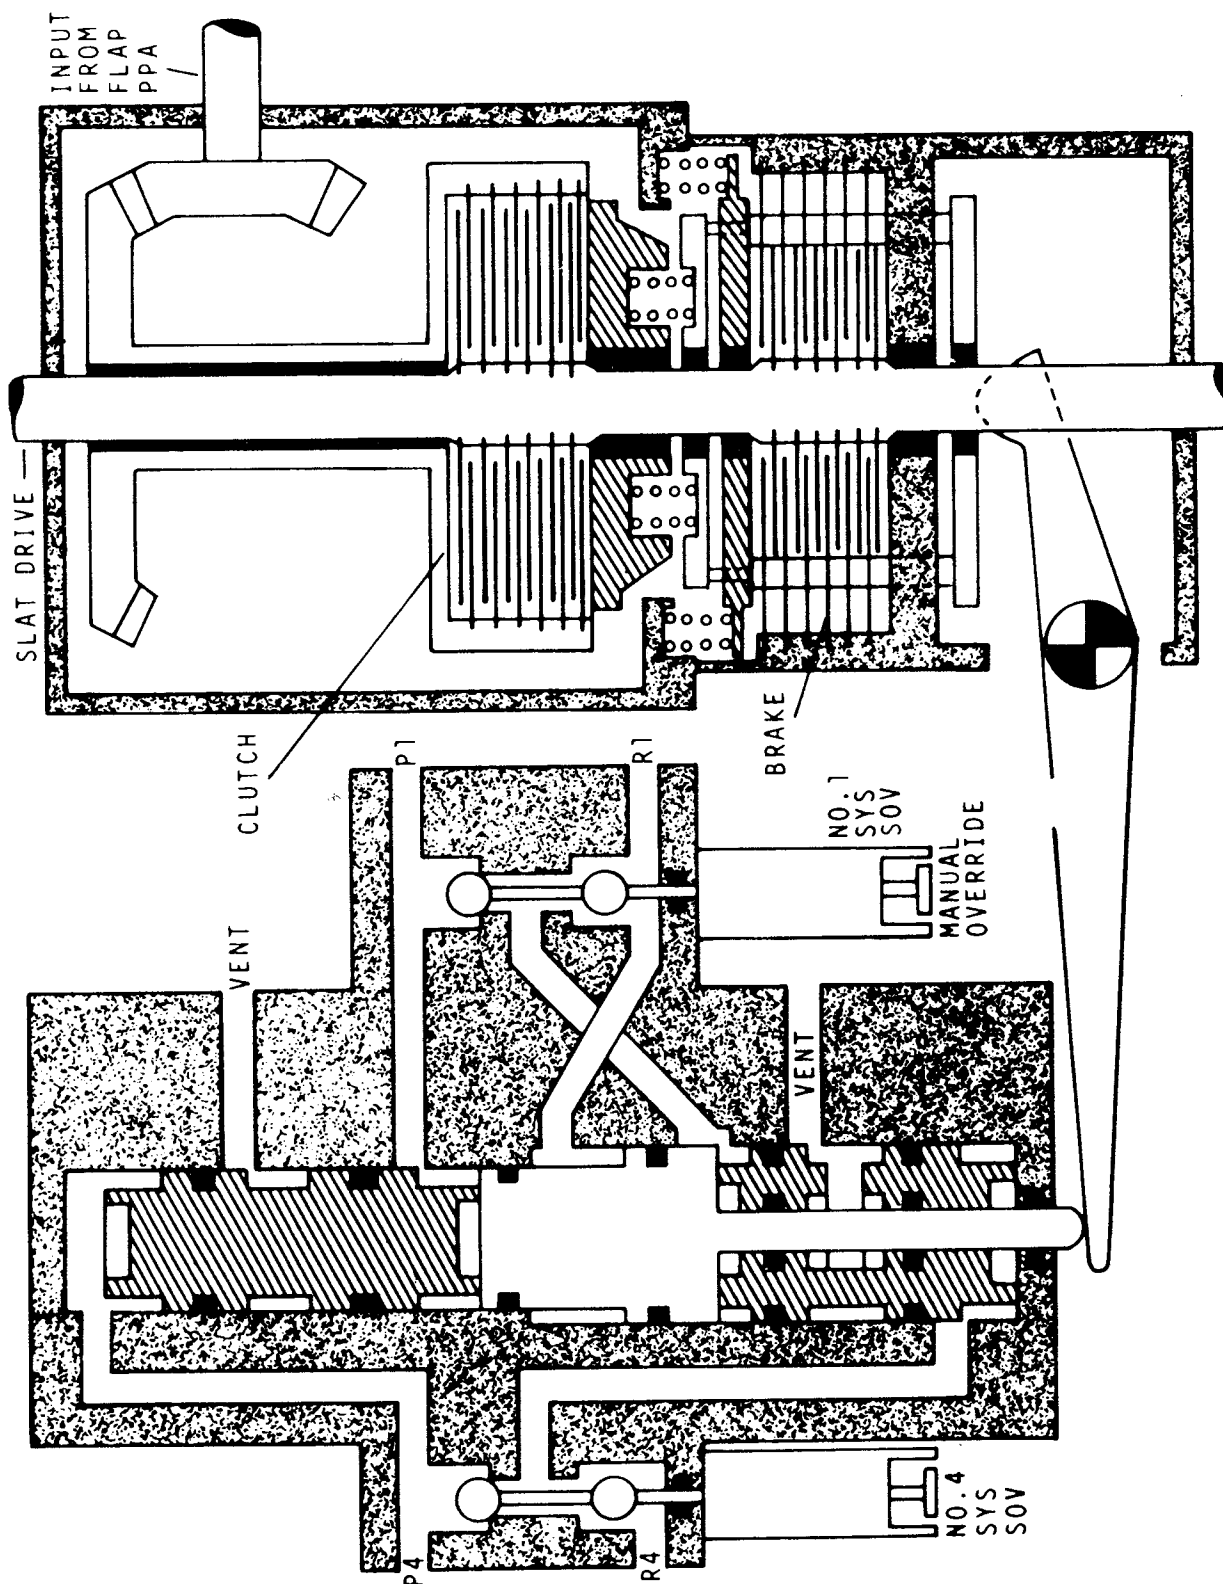 INPUT
FROM
FLAP
PPA
SLAT DRIVE
CLUTCH
P1
R1
BRAKE
VENT
NO.1
SYS
SOV
MANUAL
OVERRIDE
VENT
P4
R4
NO.4
SYS
SOV